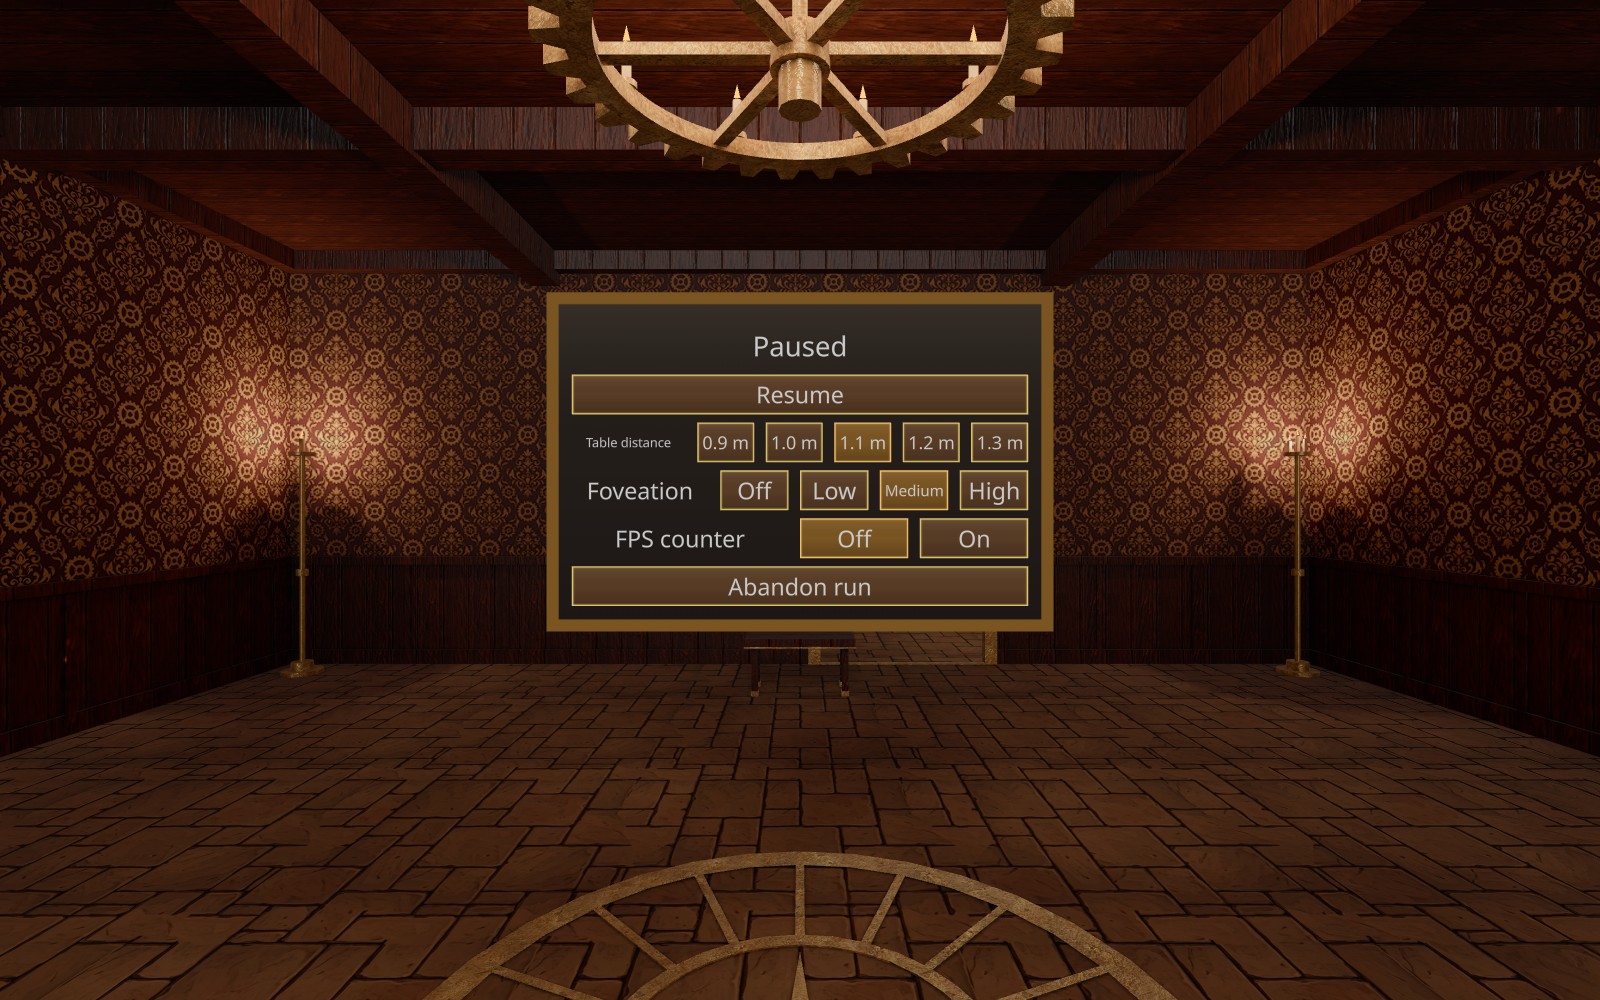 Paused
Resume
Table distance 0.9 m 1.0 m 1.1 m 1.2 m 1.3 m
Foveation Off Low Medium High
FPS counter Off On
Abandon run